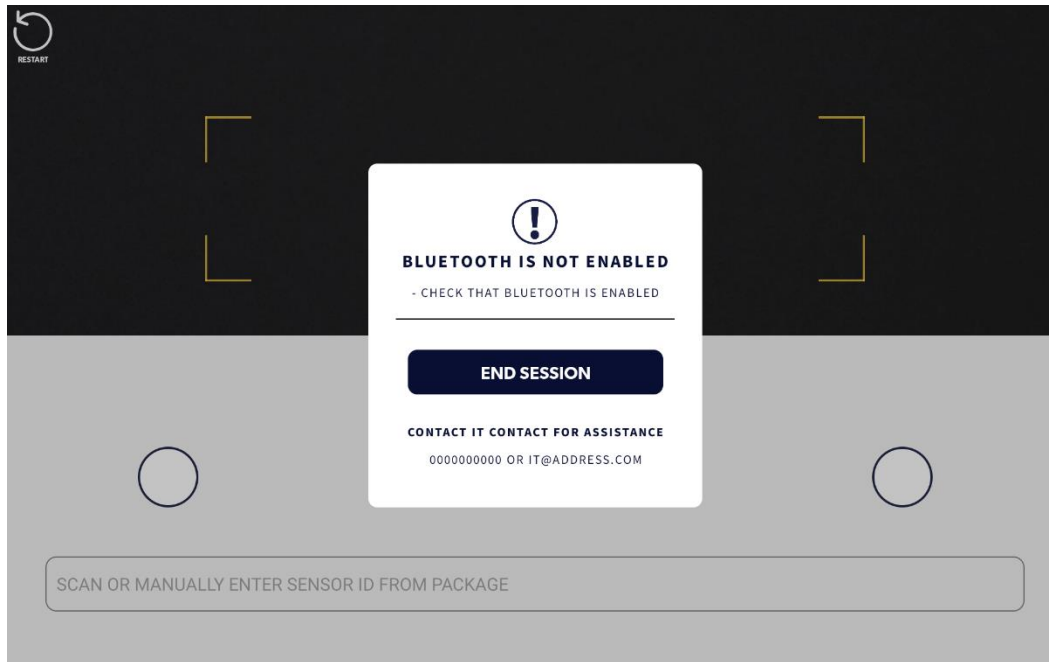 RESTART
!
BLUETOOTH IS NOT ENABLED
- CHECK THAT BLUETOOTH IS ENABLED
END SESSION
CONTACT IT CONTACT FOR ASSISTANCE
0000000000 OR IT@ADDRESS.COM
SCAN OR MANUALLY ENTER SENSOR ID FROM PACKAGE